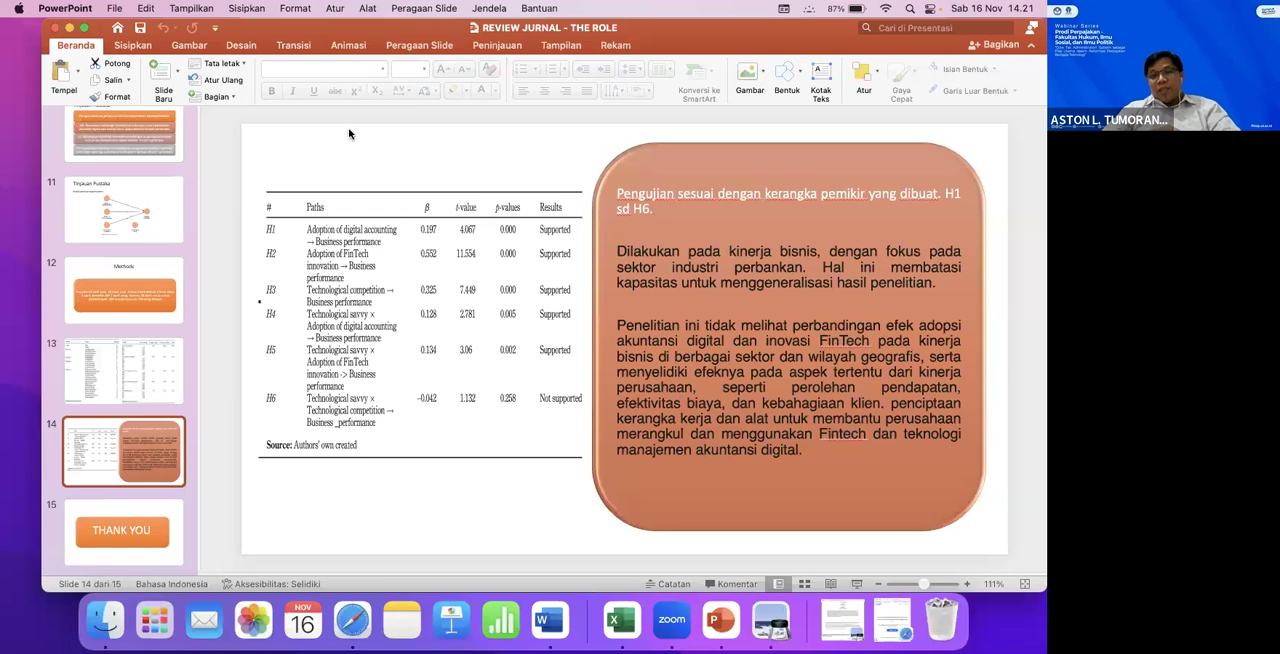 PowerPoint File Edit Tampilkan Sisipkan Format Atur Alat Peragaan Slide Jendela Bantuan 87% Sab 16 Nov 14.21
REVIEW JURNAL - THE ROLE
Cari di Presentasi
Beranda Sisipkan Gambar Desain Transisi Animasi Peragaan Slide Peninjauan Tampilan Rekam Bagikan
Tempel
Potong
Salin
Format
Slide Baru
Tata letak
Atur Ulang
Bagian
Konversi ke SmartArt
Gambar
Bentuk
Kotak Teks
Atur
Gaya Cepat
Isian Bentuk
Garis Luar Bentuk
11
Tinjauan Pustaka
12
Methods
13
14
15
THANK YOU
# Paths β t-value p-values Results
H1 Adoption of digital accounting 0.197 4.067 0.000 Supported
→ Business performance
H2 Adoption of FinTech 0.552 11.554 0.000 Supported
innovation → Business
performance
H3 Technological competition → 0.325 7.449 0.000 Supported
Business performance
H4 Technological savvy × 0.128 2.781 0.005 Supported
Adoption of digital accounting
→ Business performance
H5 Technological savvy × 0.134 3.06 0.002 Supported
Adoption of FinTech
innovation -> Business
performance
H6 Technological savvy × −0.042 1.132 0.258 Not supported
Technological competition →
Business _performance
Source: Authors' own created
Pengujian sesuai dengan kerangka pemikir yang dibuat. H1
sd H6.
Dilakukan pada kinerja bisnis, dengan fokus pada
sektor industri perbankan. Hal ini membatasi
kapasitas untuk menggeneralisasi hasil penelitian.
Penelitian ini tidak melihat perbandingan efek adopsi
akuntansi digital dan inovasi FinTech pada kinerja
bisnis di berbagai sektor dan wilayah geografis, serta
menyelidiki efeknya pada aspek tertentu dari kinerja
perusahaan, seperti perolehan pendapatan,
efektivitas biaya, dan kebahagiaan klien. penciptaan
kerangka kerja dan alat untuk membantu perusahaan
merangkul dan menggunakan Fintech dan teknologi
manajemen akuntansi digital.
Slide 14 dari 15 Bahasa Indonesia Aksesibilitas: Selidiki Catatan Komentar 111%
NOV
16
zoom
Webinar Series
Prodi Perpajakan -
Fakultas Hukum, Ilmu
Sosial, dan Ilmu Politik
ASTON L. TUMORAN...